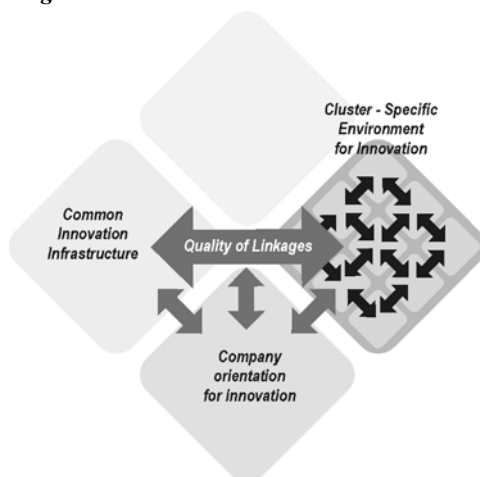 Cluster - Specific
Environment
for Innovation
Common
Innovation
Infrastructure
Quality of Linkages
Company
orientation
for innovation